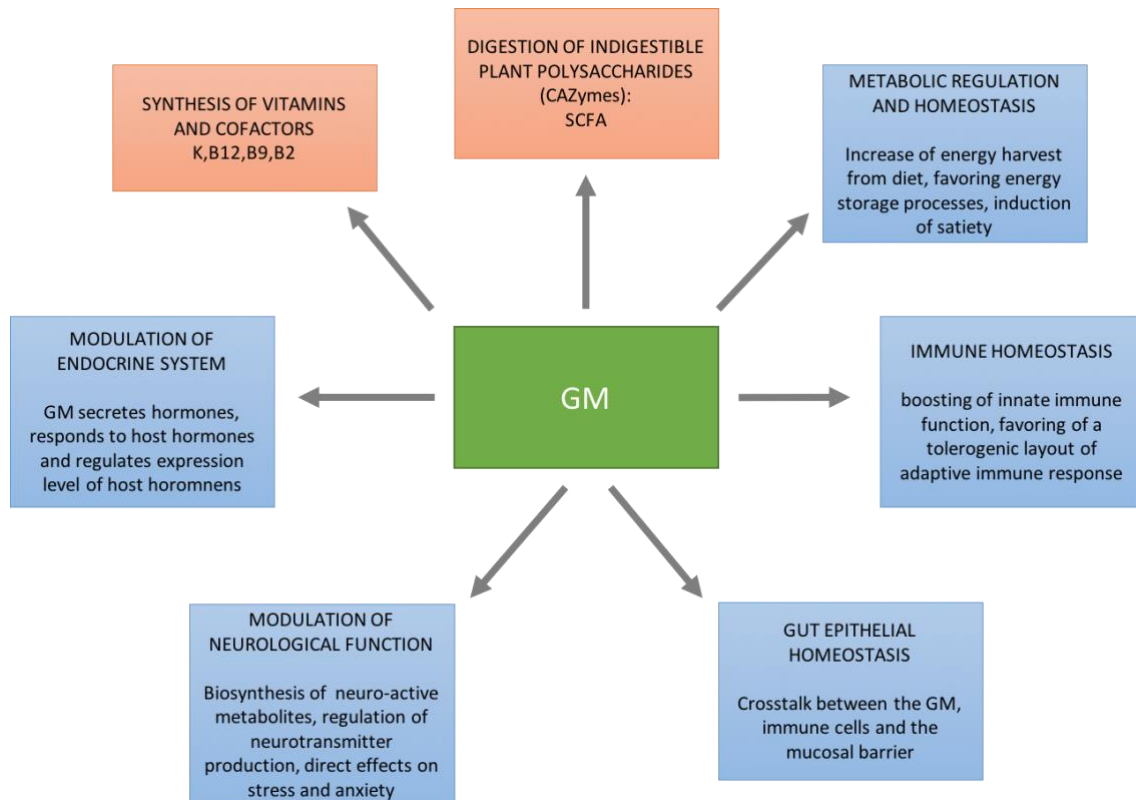 DIGESTION OF INDIGESTIBLE
PLANT POLYSACCHARIDES
(CAZymes):
SCFA
SYNTHESIS OF VITAMINS
AND COFACTORS
K,B12,B9,B2
METABOLIC REGULATION
AND HOMEOSTASIS
Increase of energy harvest
from diet, favoring energy
storage processes, induction
of satiety
MODULATION OF
ENDOCRINE SYSTEM
GM secretes hormones,
responds to host hormones
and regulates expression
level of host horomnens
GM
IMMUNE HOMEOSTASIS
boosting of innate immune
function, favoring of a
tolerogenic layout of
adaptive immune response
MODULATION OF
NEUROLOGICAL FUNCTION
Biosynthesis of neuro-active
metabolites, regulation of
neurotransmitter
production, direct effects on
stress and anxiety
GUT EPITHELIAL
HOMEOSTASIS
Crosstalk between the GM,
immune cells and the
mucosal barrier